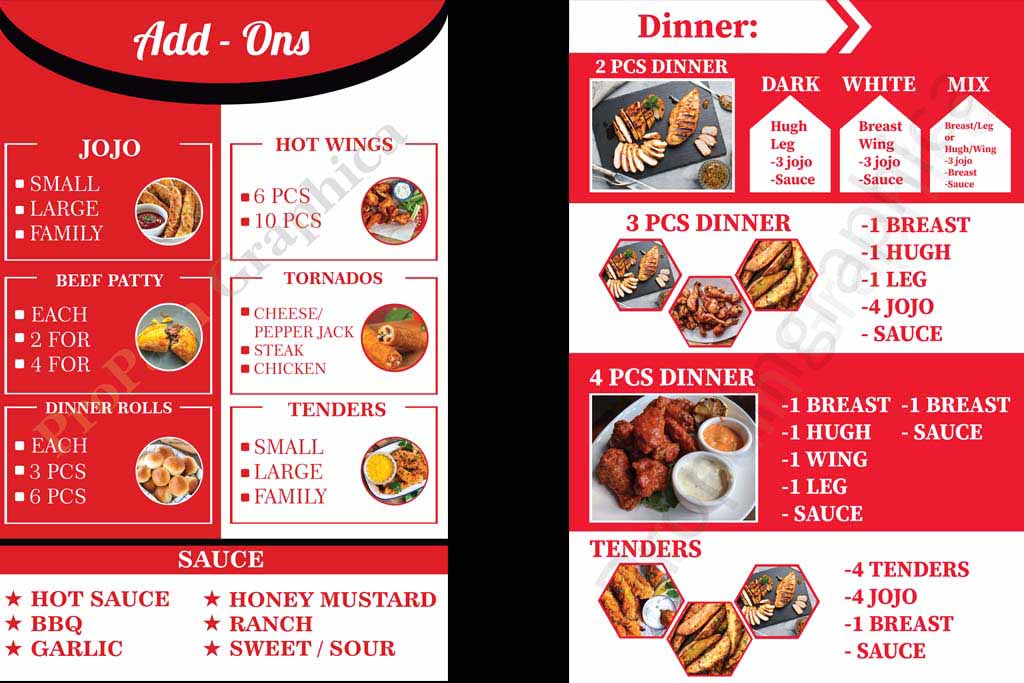 Add - Ons
JOJO
SMALL
LARGE
FAMILY
HOT WINGS
6 PCS
10 PCS
BEEF PATTY
EACH
2 FOR
4 FOR
TORNADOS
CHEESE/
PEPPER JACK
STEAK
CHICKEN
DINNER ROLLS
EACH
3 PCS
6 PCS
TENDERS
SMALL
LARGE
FAMILY
SAUCE
HOT SAUCE
BBQ
GARLIC
HONEY MUSTARD
RANCH
SWEET / SOUR
Dinner:
2 PCS DINNER
DARK
Hugh
Leg
-3 jojo
-Sauce
WHITE
Breast
Wing
-3 jojo
-Sauce
MIX
Breast/Leg
or
Hugh/Wing
-3 jojo
-Breast
-Sauce
3 PCS DINNER
-1 BREAST
-1 HUGH
-1 LEG
-4 JOJO
- SAUCE
4 PCS DINNER
-1 BREAST
-1 HUGH
-1 WING
-1 LEG
- SAUCE
-1 BREAST
- SAUCE
TENDERS
-4 TENDERS
-4 JOJO
-1 BREAST
- SAUCE